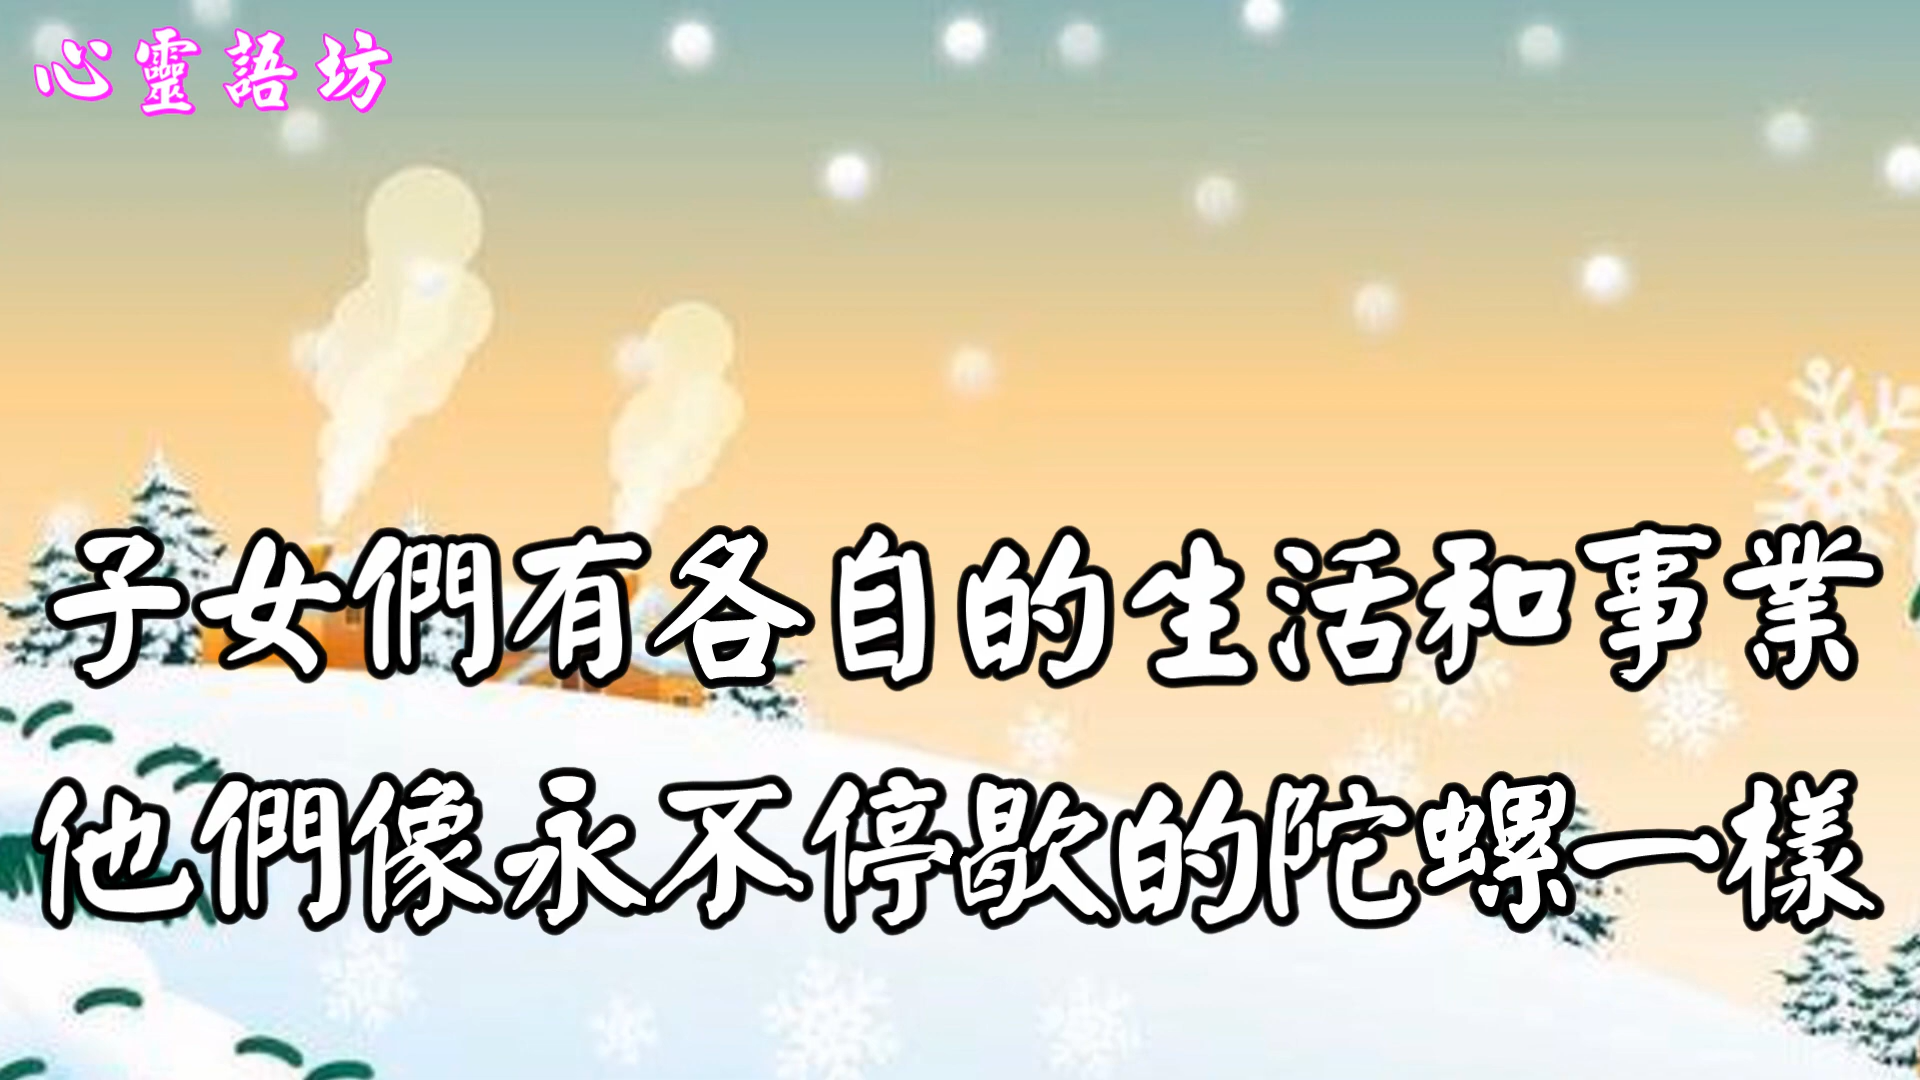 心靈語坊
子女們有各自的生活和事業
他們像永不停歇的陀螺一樣